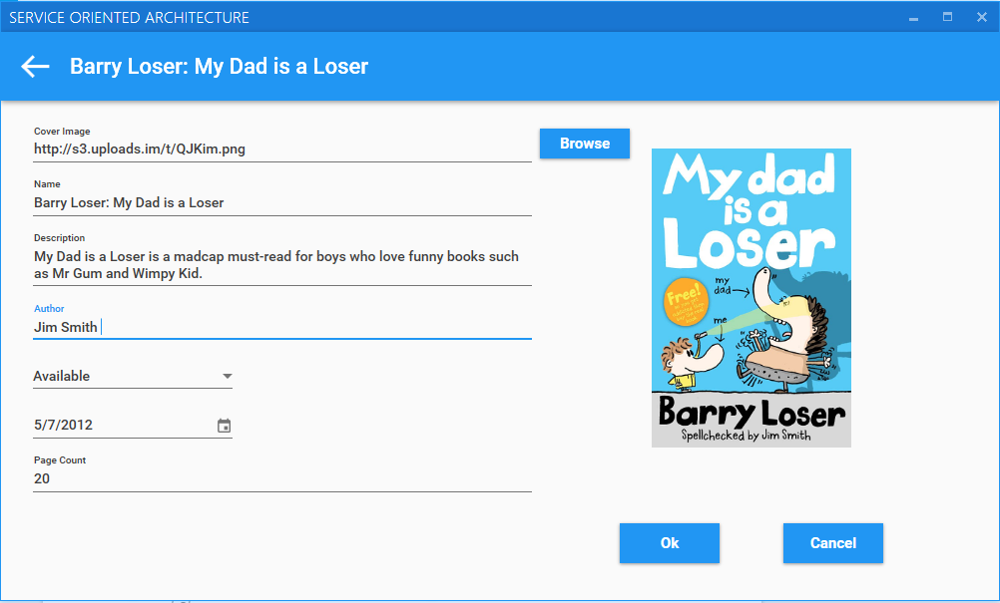 SERVICE ORIENTED ARCHITECTURE
Barry Loser: My Dad is a Loser
Cover Image
http://s3.uploads.im/t/QJKim.png
Browse
Name
Barry Loser: My Dad is a Loser
Description
My Dad is a Loser is a madcap must-read for boys who love funny books such
as Mr Gum and Wimpy Kid.
Author
Jim Smith
Available
5/7/2012
Page Count
20
My dad
is a
Loser
my
dad
Free!
me
Barry Loser
Spellchecked by Jim Smith
Ok
Cancel